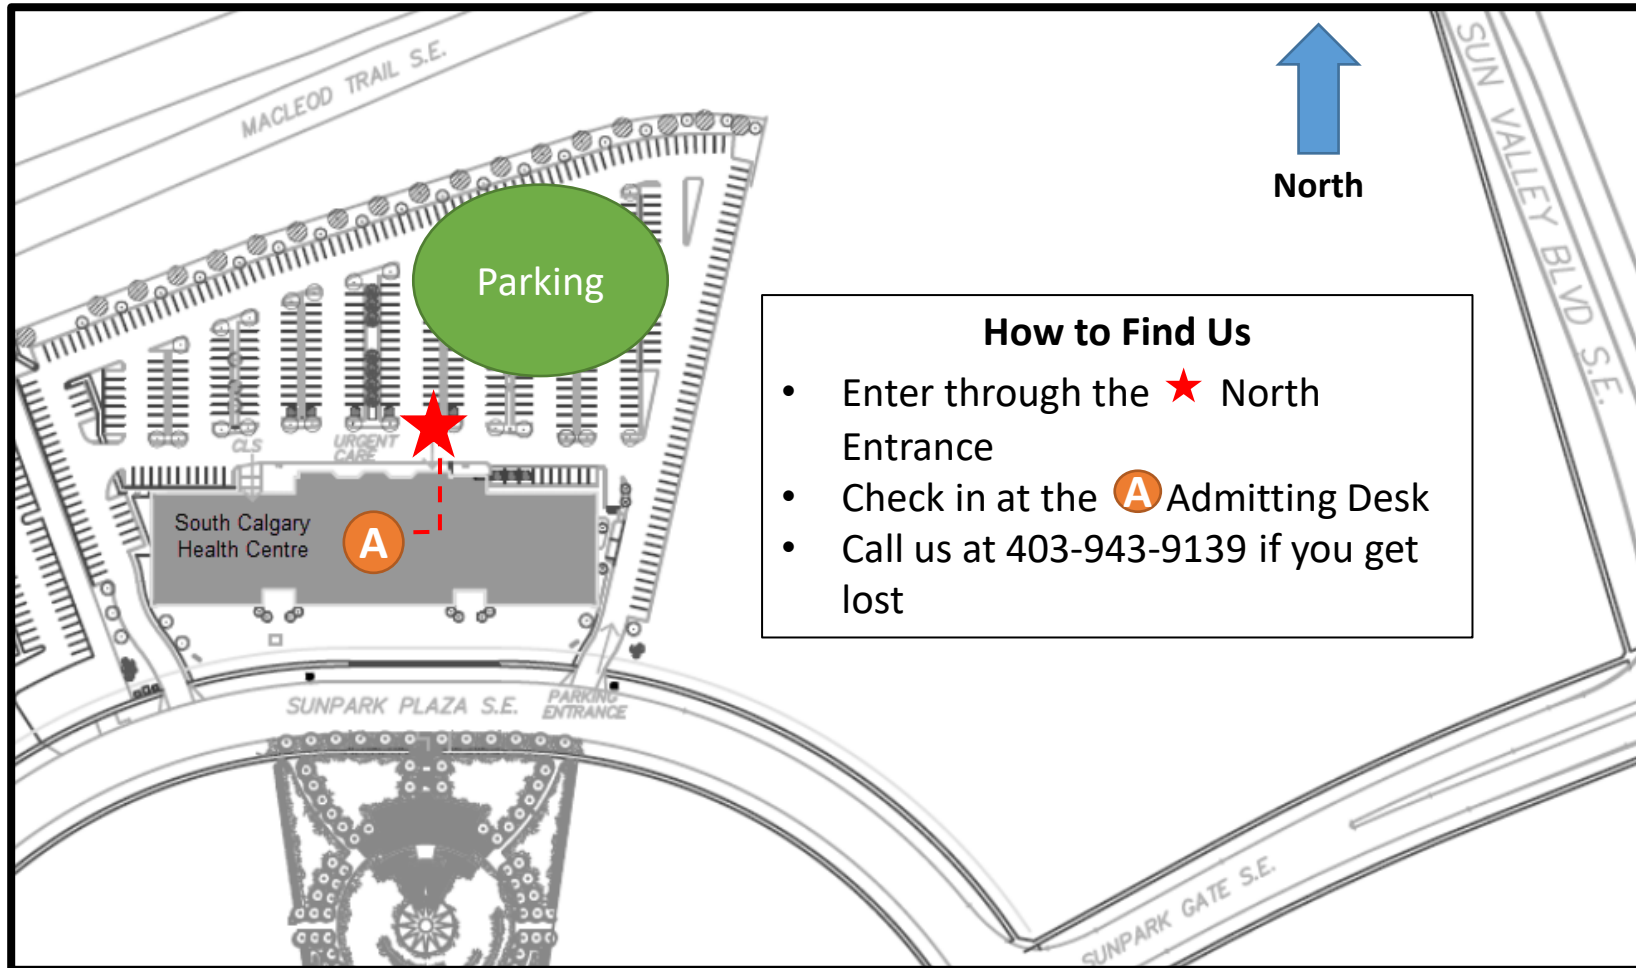 MACLEOD TRAIL S.E.
SUN VALLEY BLVD S.E.
North
Parking
How to Find Us
• Enter through the ★ North
Entrance
• Check in at the A Admitting Desk
• Call us at 403-943-9139 if you get
lost
CLS
URGENT
CARE
South Calgary
Health Centre
A
SUNPARK PLAZA S.E.
PARKING
ENTRANCE
SUNPARK GATE S.E.